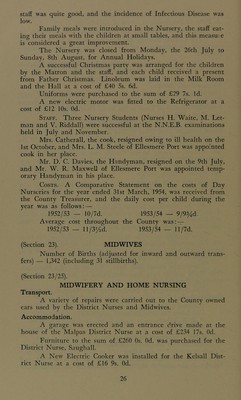 staff was quite good, and the incidence of Infectious Disease was
low.
Family meals were introduced in the Nursery, the staff eat-
ing their meals with the children at small tables, and this measure
is considered a great improvement.
The Nursery was closed from Monday, the 26th July to
Sunday, 8th August, for Annual Holidays.
A successful Christmas party was arranged for the children
by the Matron and the staff, and each child received a present
from Father Christmas. Linoleum was laid in the Milk Room
and the Hall at a cost of £40 5s. 6d.
Uniforms were purchased to the sum of £29 7s. 1d.
A new electric motor was fitted to the Refrigerator at a
cost of £12 10s. 0d.
STAFF. Three Nursery Students (Nurses H. Waite, M. Let-
man and V. Riddall) were successful at the N.N.E.B. examinations
held in July and November.
Mrs. Catherall, the cook, resigned owing to ill health on the
1st October, and Mrs. L. M. Steele of Ellesmere Port was appointed
cook in her place.
Mr. D. C. Davies, the Handyman, resigned on the 9th July,
and Mr. W. R. Maxwell of Ellesmere Port was appointed temp-
orary Handyman in his place.
COSTS. A Comparative Statement on the costs of Day
Nurseries for the year ended 31st March, 1954, was received from
the County Treasurer, and the daily cost per child during the
year was as follows:—
1952/53 — 10/7d. 1953/54 — 9/9½d.
Average cost throughout the County was:—
1952/53 — 11/3½d. 1953/54 — 11/7d.
(Section 23). MIDWIVES
Number of Births (adjusted for inward and outward trans-
fers) — 1,342 (including 31 stillbirths).
(Section 23/25).
MIDWIFERY AND HOME NURSING
Transport.
A variety of repairs were carried out to the County owned
cars used by the District Nurses and Midwives.
Accommodation.
A garage was erected and an entrance drive made at the
house of the Malpas District Nurse at a cost of £234 17s. 0d.
Furniture to the sum of £260 0s. 0d. was purchased for the
District Nurse, Saughall.
A New Electric Cooker was installed for the Kelsall Dist-
rict Nurse at a cost of £16 9s. 0d.
26